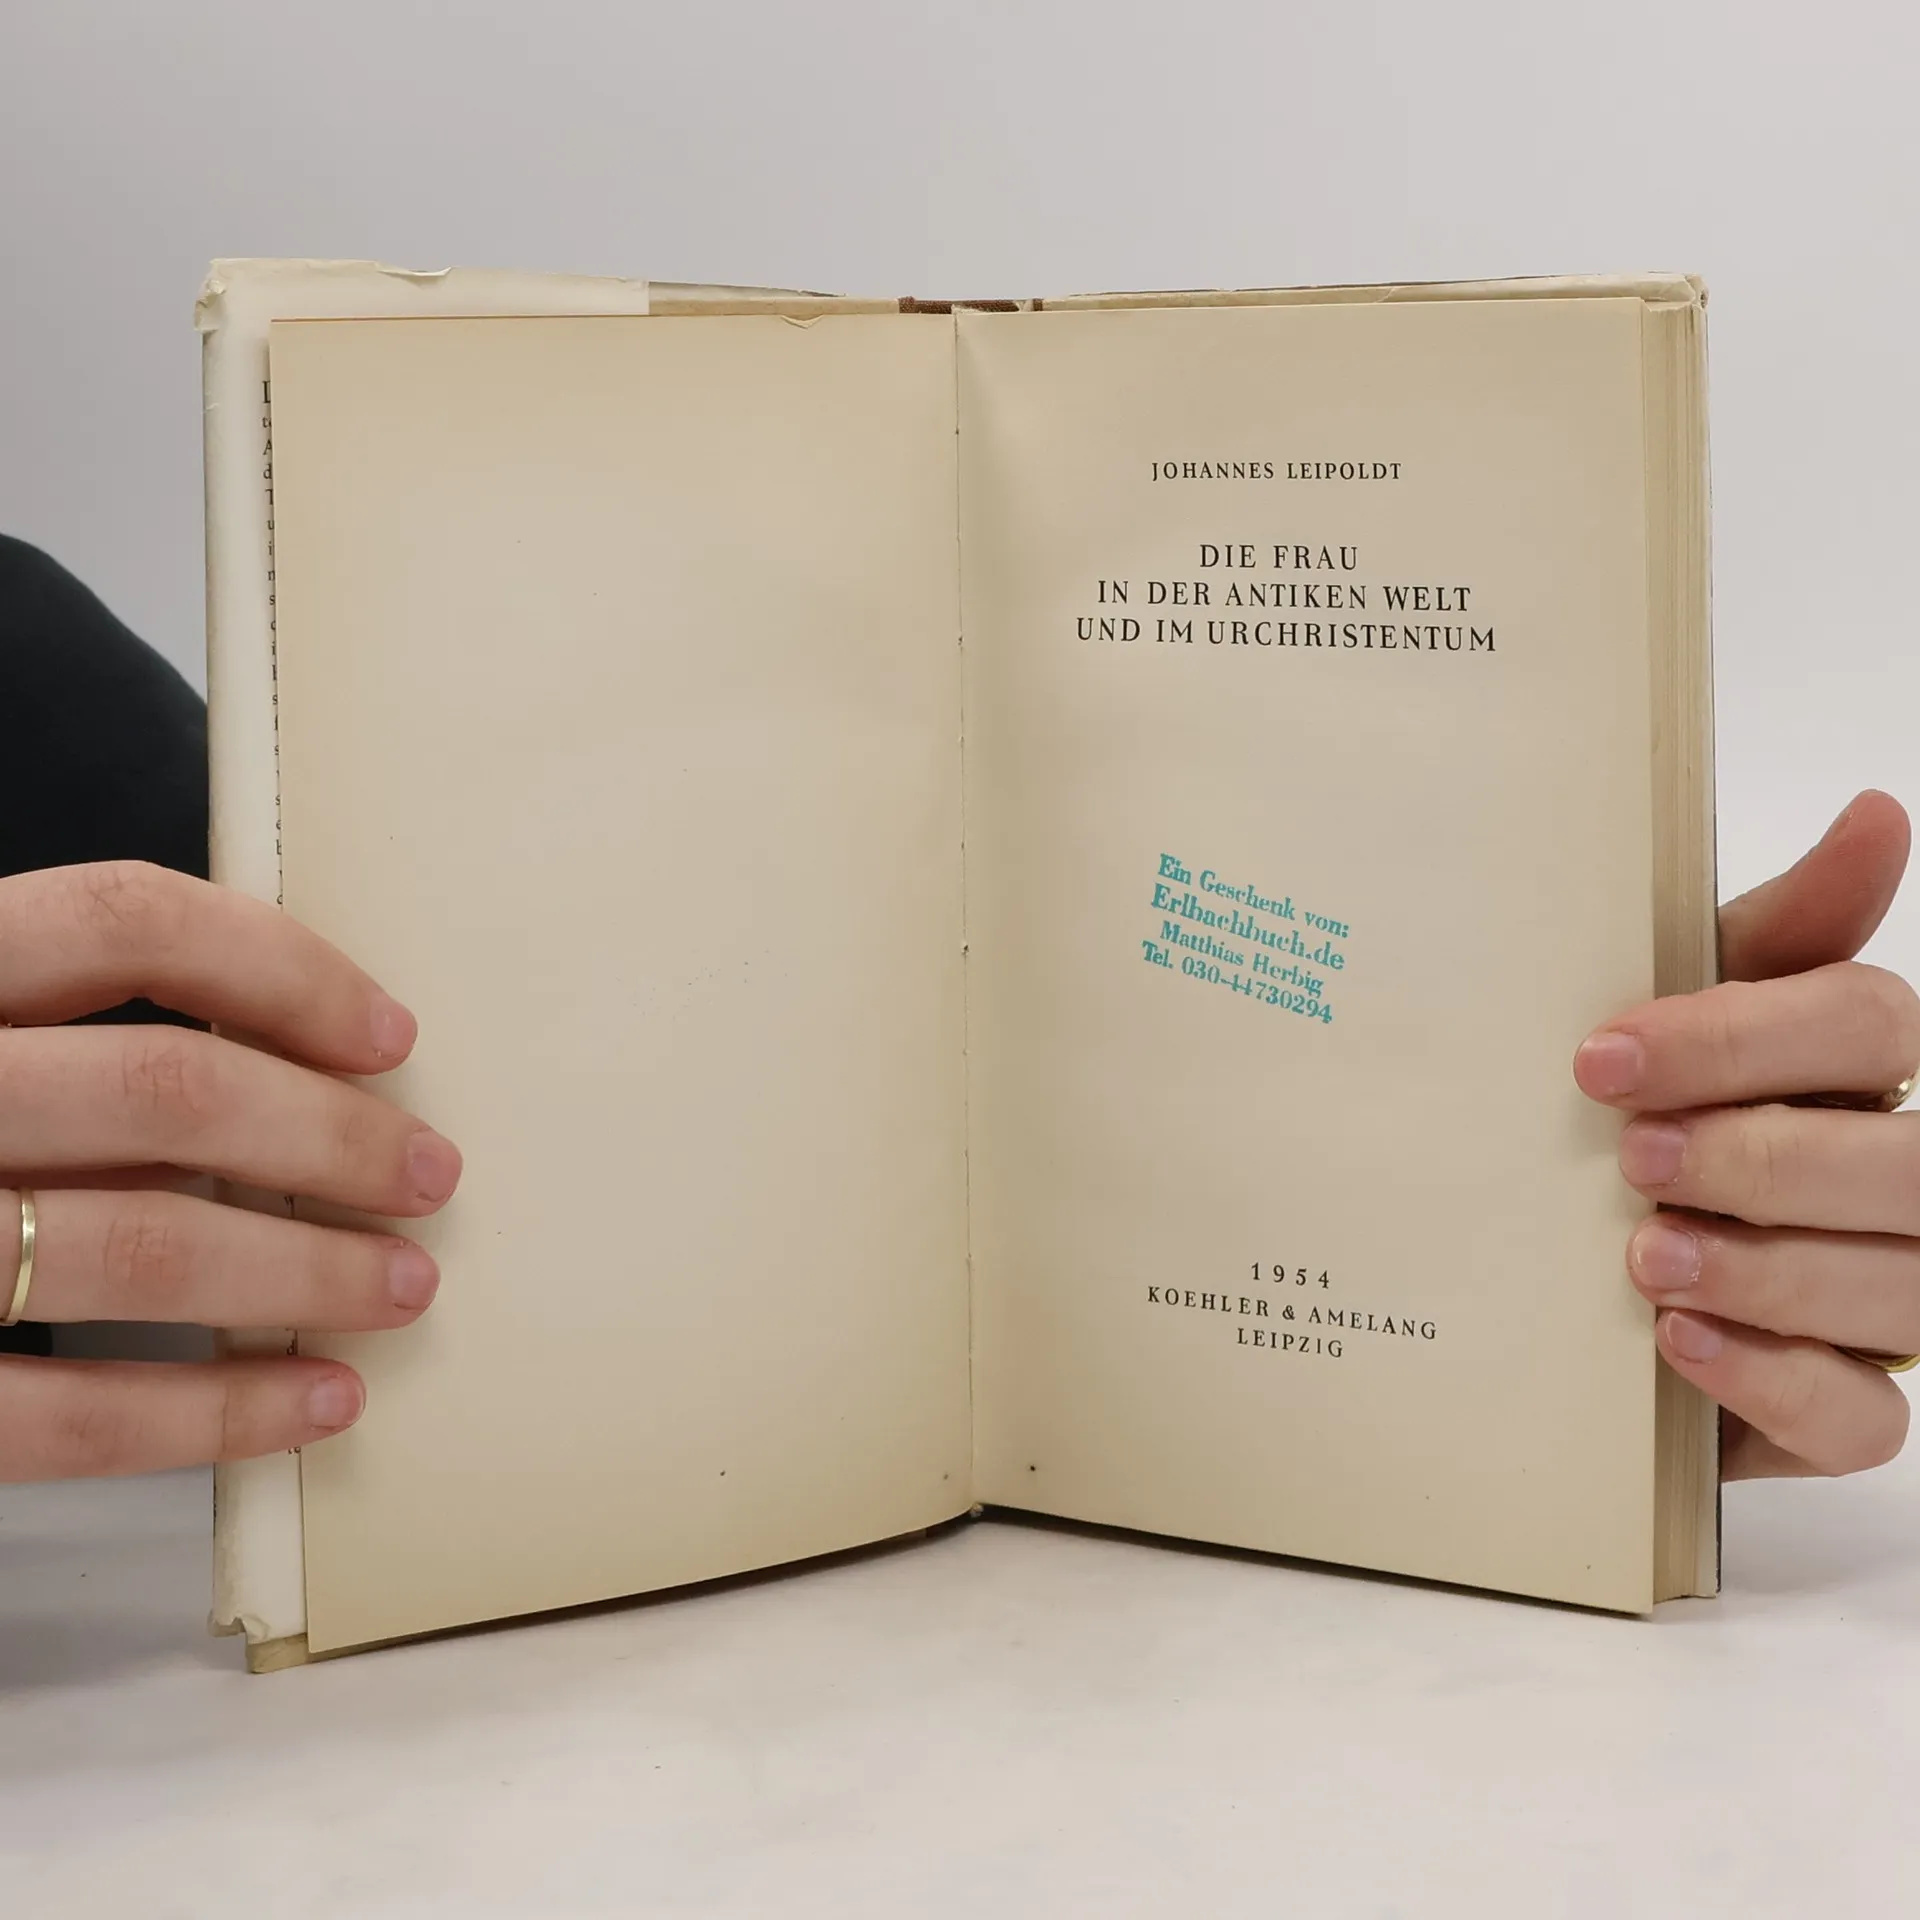 JOHANNES LEIPOLDT
DIE FRAU
IN DER ANTIKEN WELT
UND IM URCHRISTENTUM
Ein Geschenk von:
Erlbachbuch.de
Matthias Herbig
Tel. 030-44730294
1954
KOEHLER & AMELANG
LEIPZIG